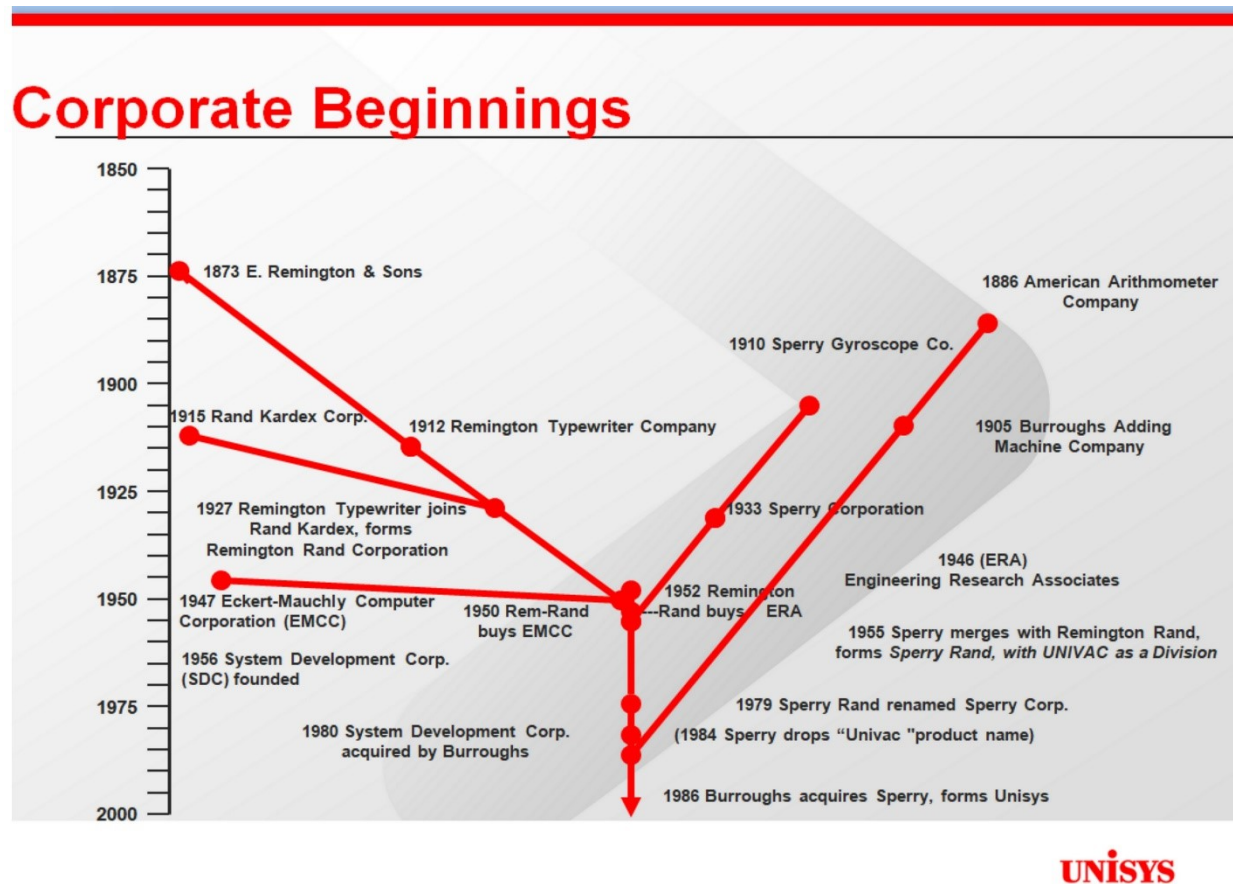 Corporate Beginnings
1850
1875
1900
1925
1950
1975
2000
1873 E. Remington & Sons
1886 American Arithmometer
Company
1910 Sperry Gyroscope Co.
1915 Rand Kardex Corp.
1912 Remington Typewriter Company
1905 Burroughs Adding
Machine Company
1927 Remington Typewriter joins
Rand Kardex, forms
Remington Rand Corporation
1933 Sperry Corporation
1946 (ERA)
Engineering Research Associates
1947 Eckert-Mauchly Computer
Corporation (EMCC)
1950 Rem-Rand
buys EMCC
1952 Remington
---Rand buys ERA
1955 Sperry merges with Remington Rand,
forms Sperry Rand, with UNIVAC as a Division
1956 System Development Corp.
(SDC) founded
1979 Sperry Rand renamed Sperry Corp.
1980 System Development Corp.
acquired by Burroughs
(1984 Sperry drops “Univac "product name)
1986 Burroughs acquires Sperry, forms Unisys
UNISYS